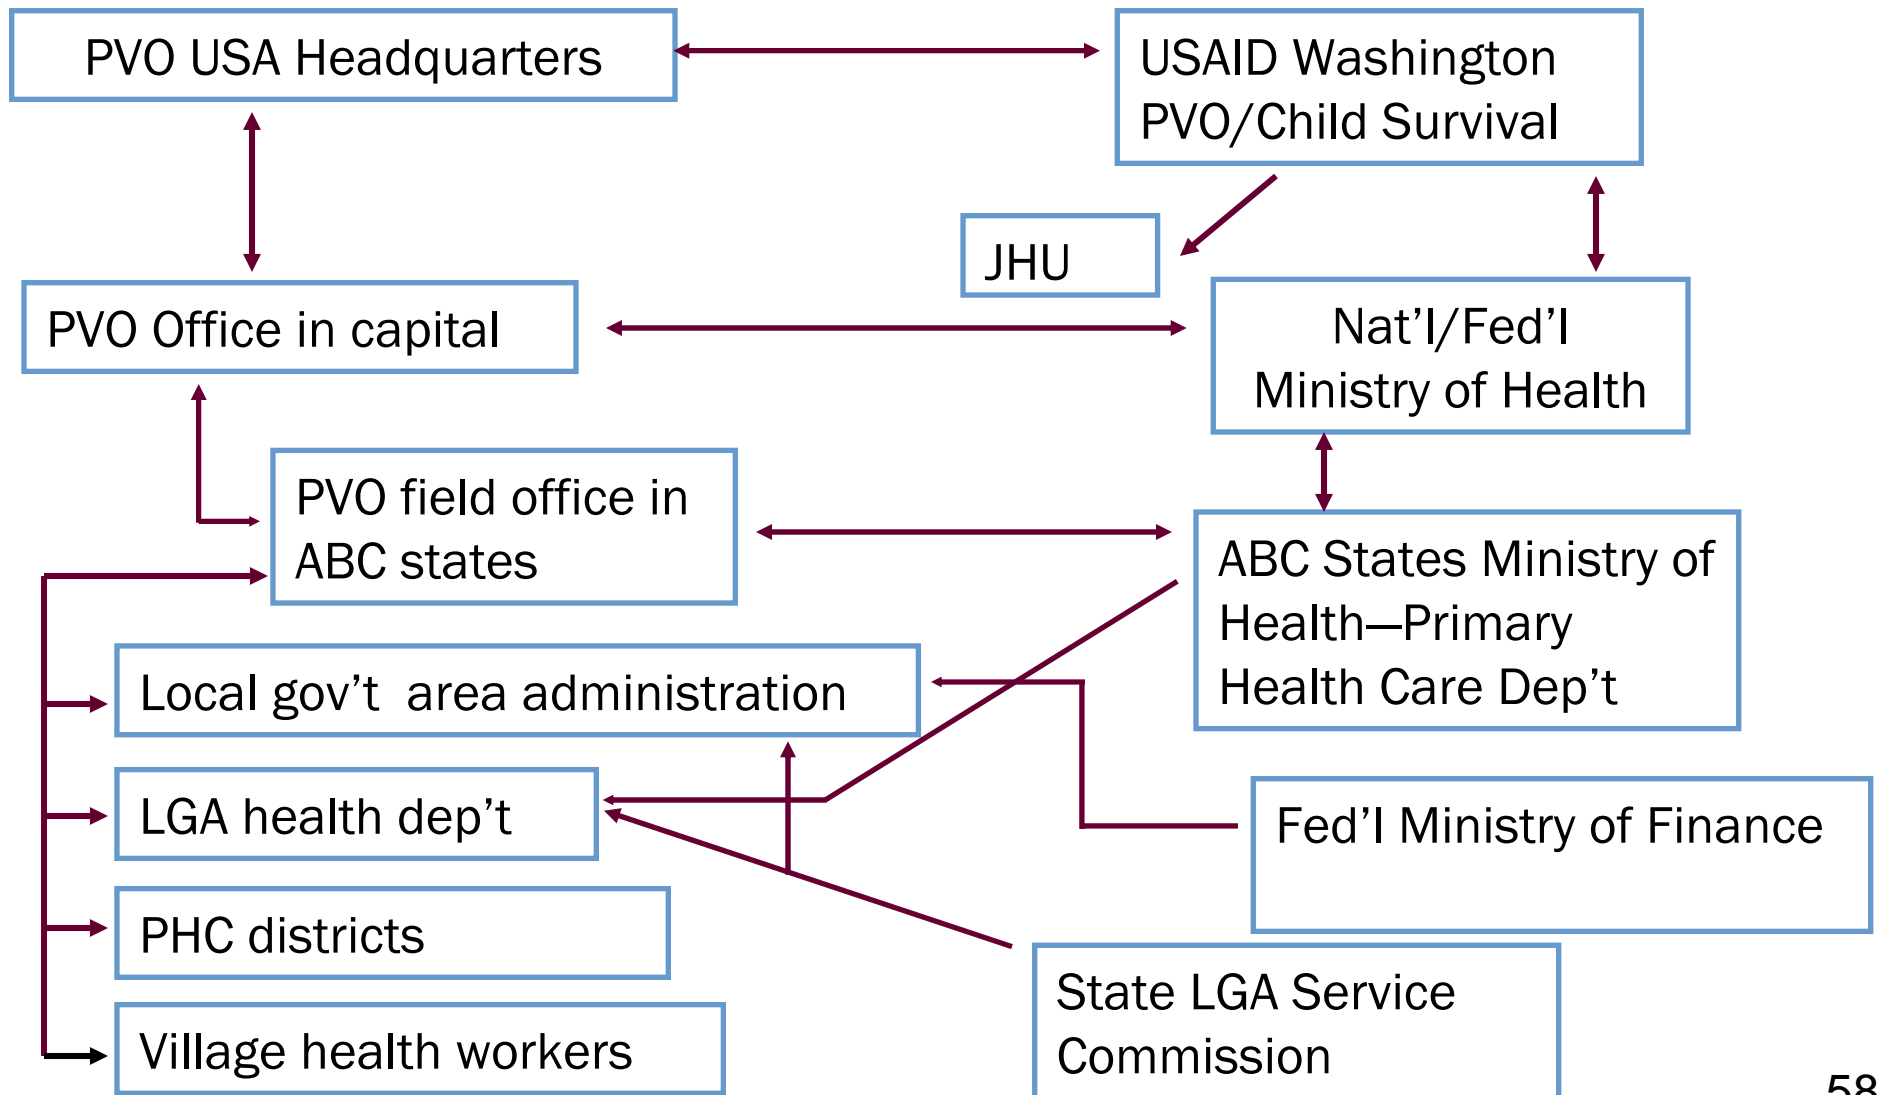 PVO USA Headquarters
USAID Washington
PVO/Child Survival
JHU
PVO Office in capital
Nat'l/Fed'l
Ministry of Health
PVO field office in
ABC states
ABC States Ministry of
Health—Primary
Health Care Dep't
Local gov't area administration
LGA health dep't
Fed'l Ministry of Finance
PHC districts
State LGA Service
Commission
Village health workers
58